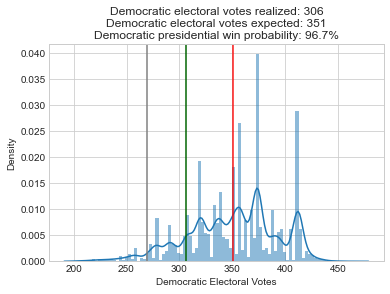 Democratic electoral votes realized: 306
Democratic electoral votes expected: 351
Democratic presidential win probability: 96.7%
0.040
0.035
0.030
0.025
0.020
0.015
0.010
0.005
0.000
Density
200 250 300 350 400 450
Democratic Electoral Votes